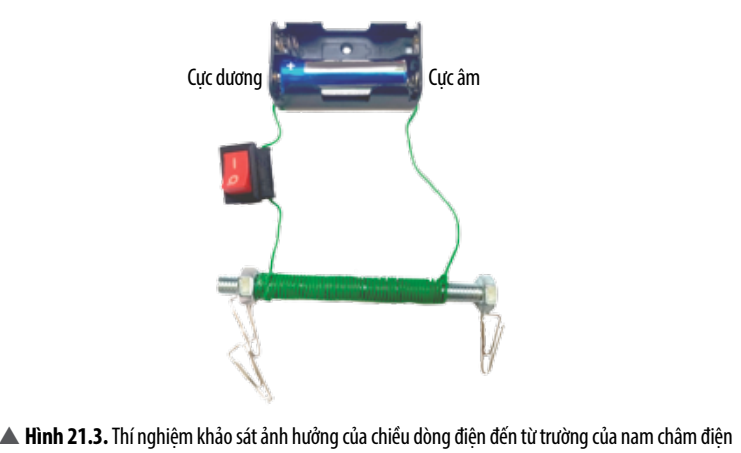 Cực dương
+
Cực âm
▲ Hình 21.3. Thí nghiệm khảo sát ảnh hưởng của chiều dòng điện đến từ trường của nam châm điện